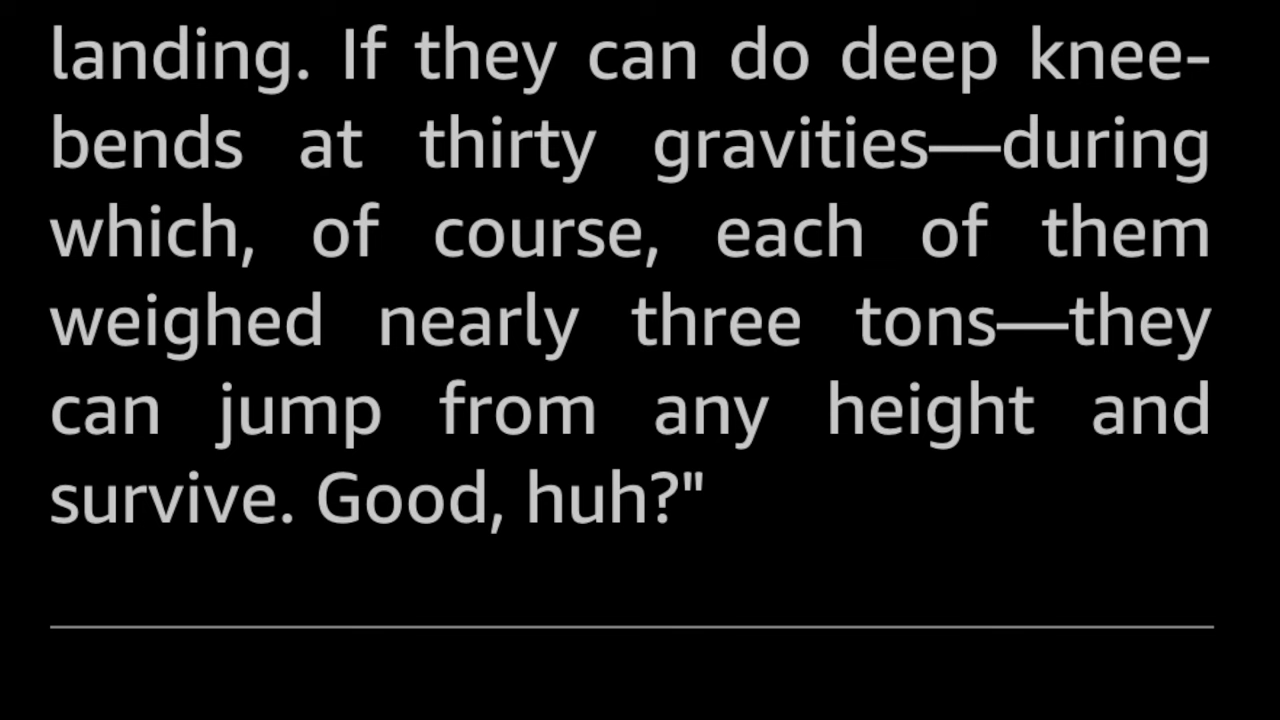 landing. If they can do deep knee-
bends at thirty gravities—during
which, of course, each of them
weighed nearly three tons—they
can jump from any height and
survive. Good, huh?"